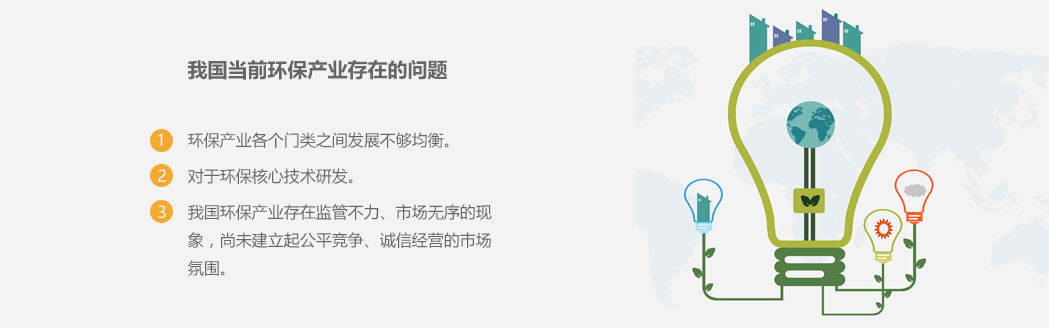 我国当前环保产业存在的问题
1 环保产业各个门类之间发展不够均衡。
2 对于环保核心技术研发。
3 我国环保产业存在监管不力、市场无序的现
象，尚未建立起公平竞争、诚信经营的市场
氛围。